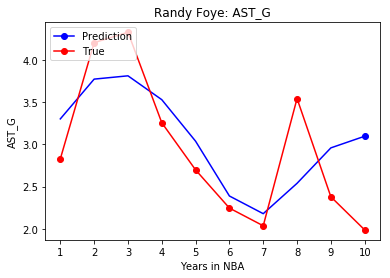 Randy Foye: AST_G
Prediction
True
4.0
3.5
3.0
2.5
2.0
AST_G
1 2 3 4 5 6 7 8 9 10
Years in NBA